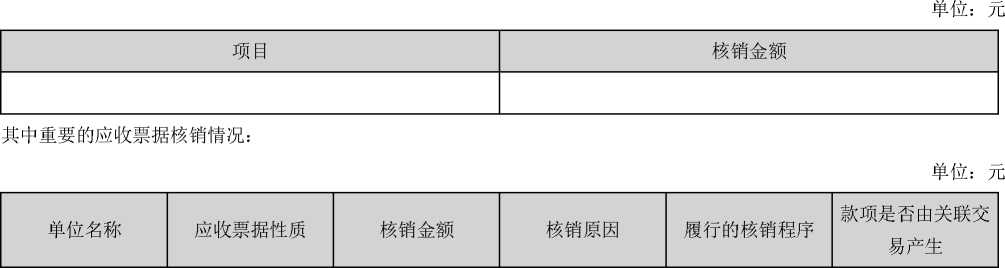 单位：元
项目 核销金额
其中重要的应收票据核销情况：
单位：元
单位名称 应收票据性质 核销金额 核销原因 履行的核销程序 款项是否由关联交
易产生